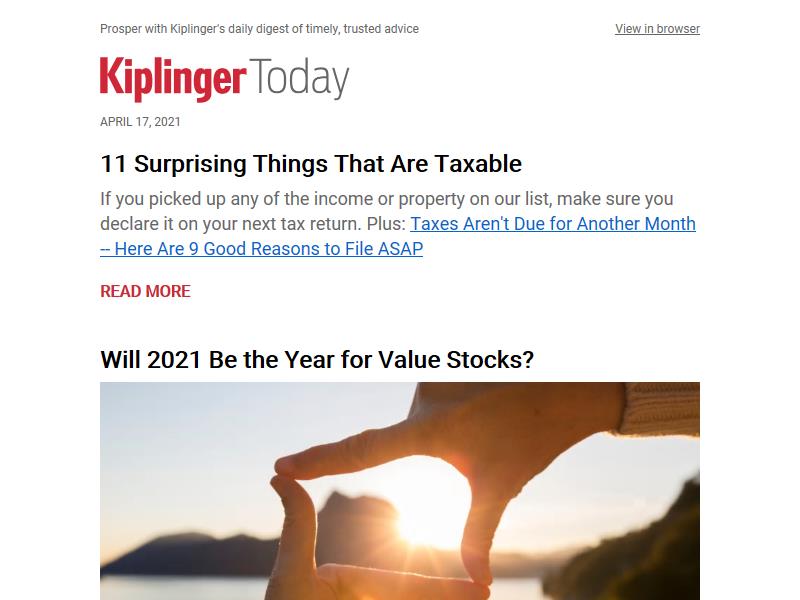 Prosper with Kiplinger's daily digest of timely, trusted advice
View in browser
Kiplinger Today
APRIL 17, 2021
11 Surprising Things That Are Taxable
If you picked up any of the income or property on our list, make sure you
declare it on your next tax return. Plus: Taxes Aren't Due for Another Month
-- Here Are 9 Good Reasons to File ASAP
READ MORE
Will 2021 Be the Year for Value Stocks?